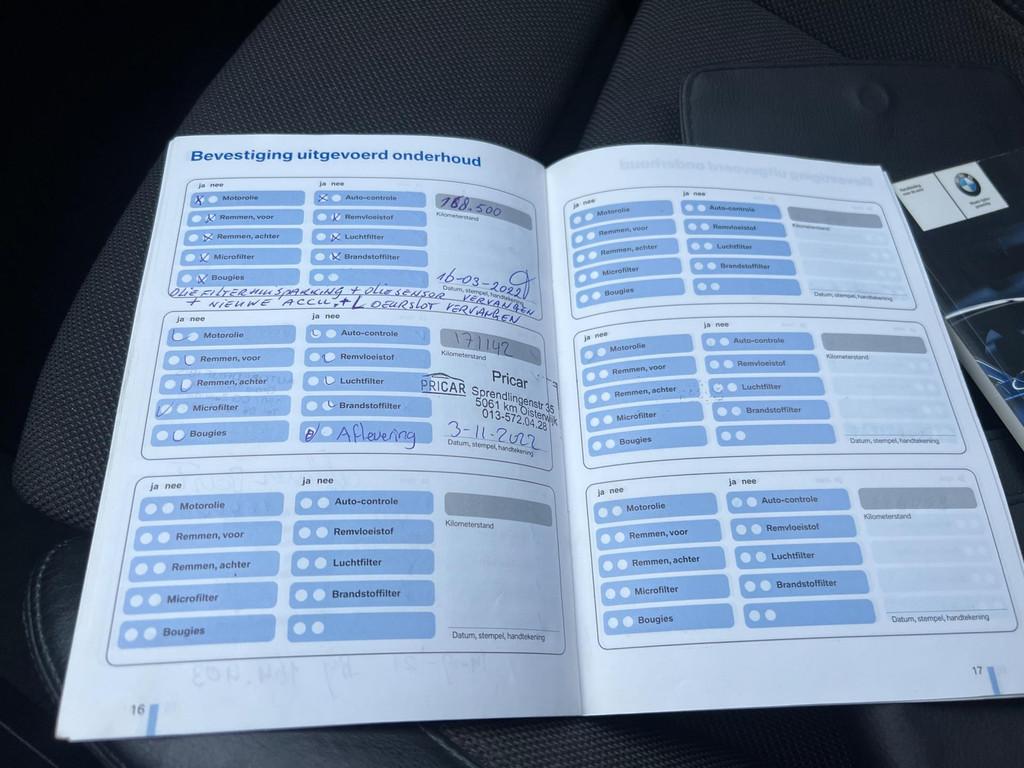 Bevestiging uitgevoerd onderhoud
ja nee
ja nee
Motorolie
Auto-controle
168.500
Remmen, voor
Remvloeistof
Kilometerstand
Remmen, achter
Luchtfilter
Microfilter
Brandstoffilter
16-03-2022
Bougies
Datum, stempel, handtekening
OLIEFILTERHUISPAKKING + OLIESENSOR VERVANGEN
+ NIEUWE ACCU + L DEURSLOT VERVANGEN
ja nee
ja nee
Motorolie
Auto-controle
171142
Remmen, voor
Remvloeistof
Kilometerstand
Remmen, achter
Luchtfilter
PRICAR
Pricar
Sprendlingenstr 35
5061 km Oisterwijk
013-572.04.28
Microfilter
Brandstoffilter
Bougies
Aflevering
3-11-2022
Datum, stempel, handtekening
ja nee
ja nee
Motorolie
Auto-controle
Remmen, voor
Remvloeistof
Kilometerstand
Remmen, achter
Luchtfilter
Microfilter
Brandstoffilter
Bougies
Datum, stempel, handtekening
16
ja nee
ja nee
Motorolie
Auto-controle
Remmen, voor
Remvloeistof
Kilometerstand
Remmen, achter
Luchtfilter
Microfilter
Brandstoffilter
Bougies
Datum, stempel, handtekening
ja nee
ja nee
Motorolie
Auto-controle
Remmen, voor
Remvloeistof
Kilometerstand
Remmen, achter
Luchtfilter
Microfilter
Brandstoffilter
Bougies
Datum, stempel, handtekening
ja nee
ja nee
Motorolie
Auto-controle
Remmen, voor
Remvloeistof
Kilometerstand
Remmen, achter
Luchtfilter
Microfilter
Brandstoffilter
Bougies
Datum, stempel, handtekening
17
BMW